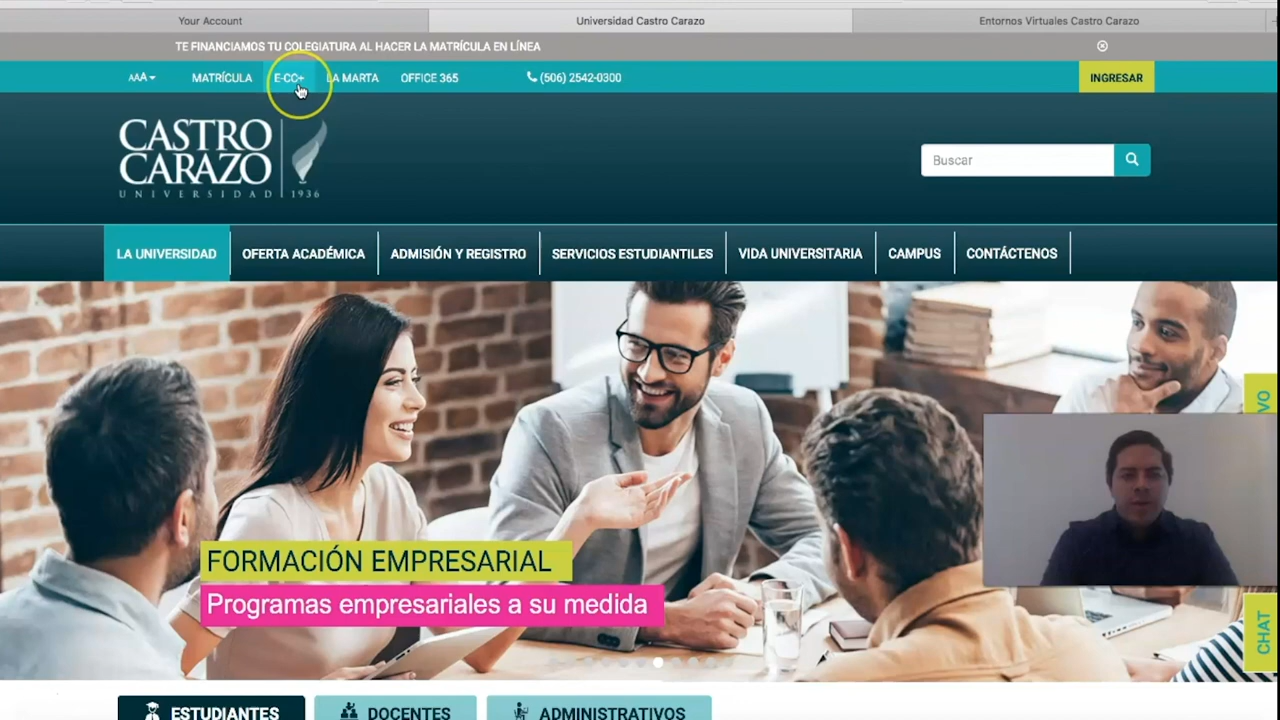 Your Account
Universidad Castro Carazo
Entornos Virtuales Castro Carazo
TE FINANCIAMOS TU COLEGIATURA AL HACER LA MATRÍCULA EN LÍNEA
AAA
MATRÍCULA
E-CC+
LA MARTA
OFFICE 365
(506) 2542-0300
INGRESAR
CASTRO
CARAZO
UNIVERSIDAD
1936
Buscar
LA UNIVERSIDAD
OFERTA ACADÉMICA
ADMISIÓN Y REGISTRO
SERVICIOS ESTUDIANTILES
VIDA UNIVERSITARIA
CAMPUS
CONTÁCTENOS
FORMACIÓN EMPRESARIAL
Programas empresariales a su medida
VO
CHAT
ESTUDIANTES
DOCENTES
ADMINISTRATIVOS